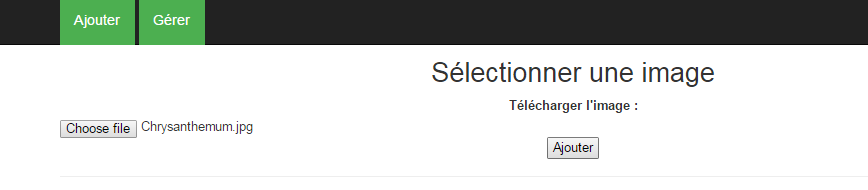 Ajouter Gérer
Sélectionner une image
Télécharger l'image :
Choose file Chrysanthemum.jpg
Ajouter